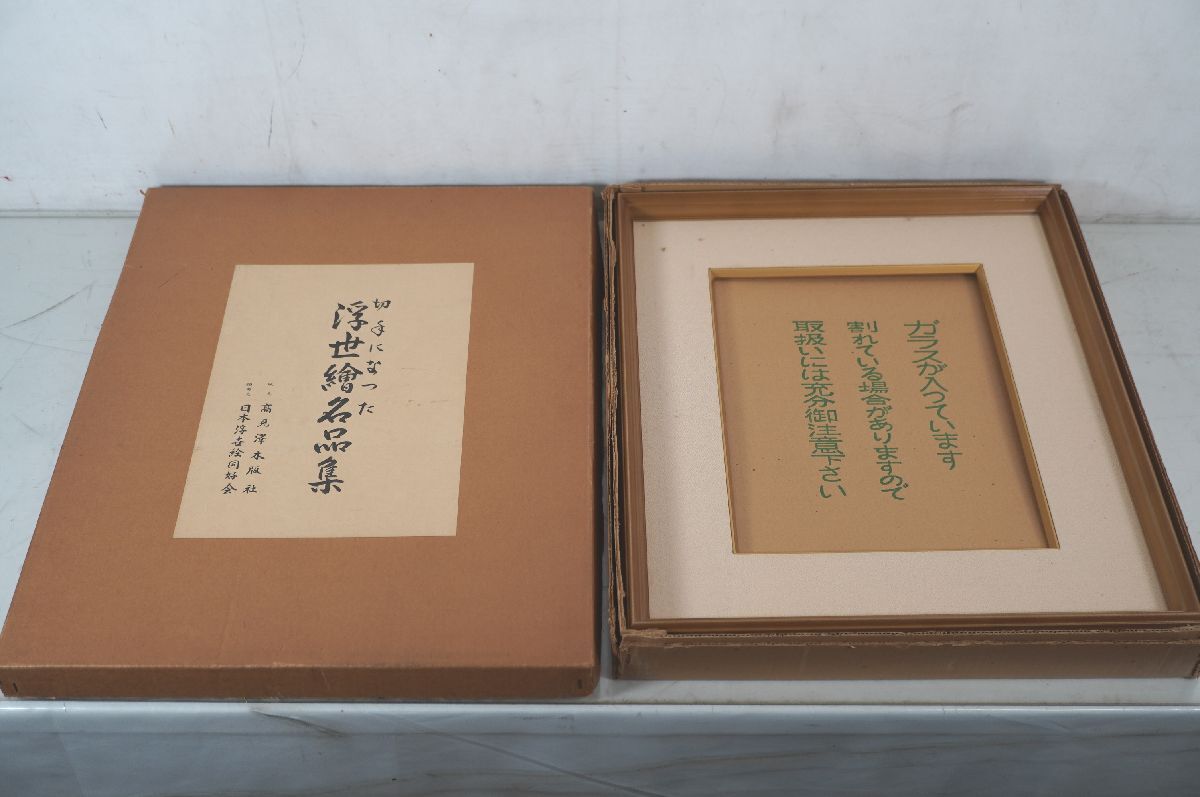 切手になった
浮世繪名品集
版元 高見澤木版社
日本浮世絵同好会
ガラスが入っています
割れている場合がありますので
取扱いには充分御注意下さい